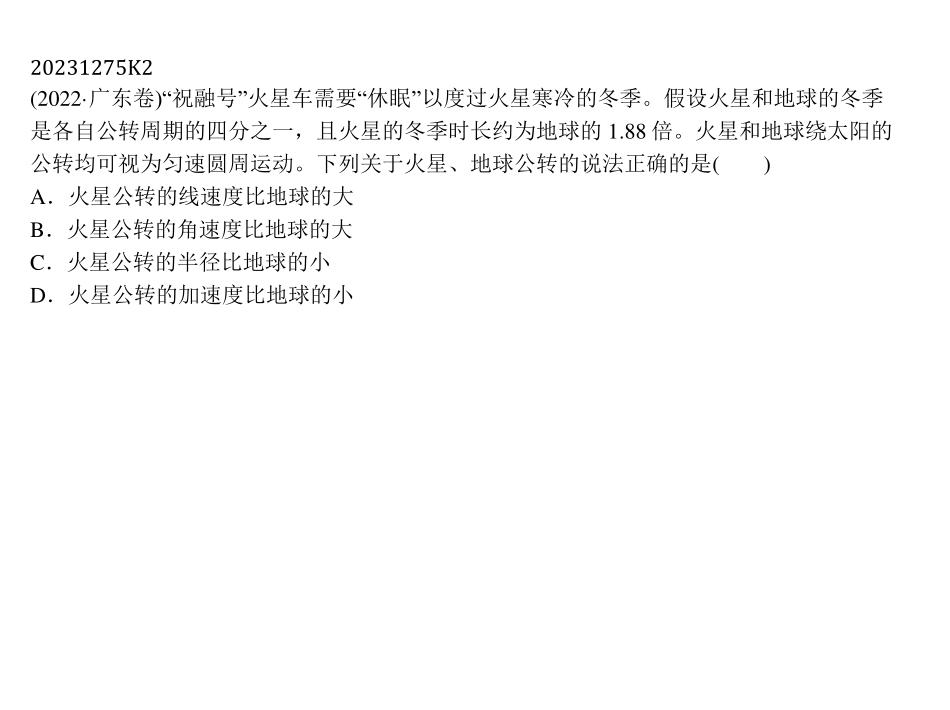 20231275K2
(2022·广东卷)“祝融号”火星车需要“休眠”以度过火星寒冷的冬季。假设火星和地球的冬季
是各自公转周期的四分之一，且火星的冬季时长约为地球的 1.88 倍。火星和地球绕太阳的
公转均可视为匀速圆周运动。下列关于火星、地球公转的说法正确的是(　　)
A．火星公转的线速度比地球的大
B．火星公转的角速度比地球的大
C．火星公转的半径比地球的小
D．火星公转的加速度比地球的小